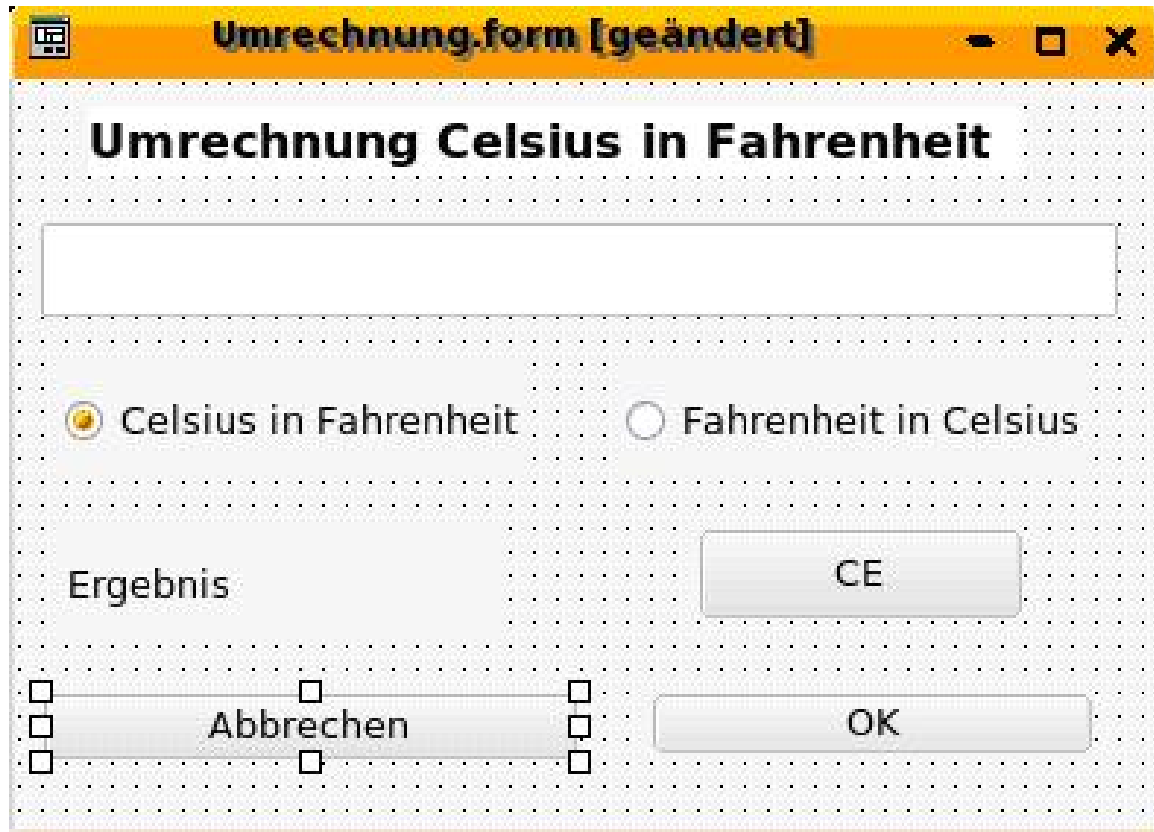 Umrechnung.form [geändert]
Umrechnung Celsius in Fahrenheit
Celsius in Fahrenheit
Fahrenheit in Celsius
Ergebnis
CE
Abbrechen
OK